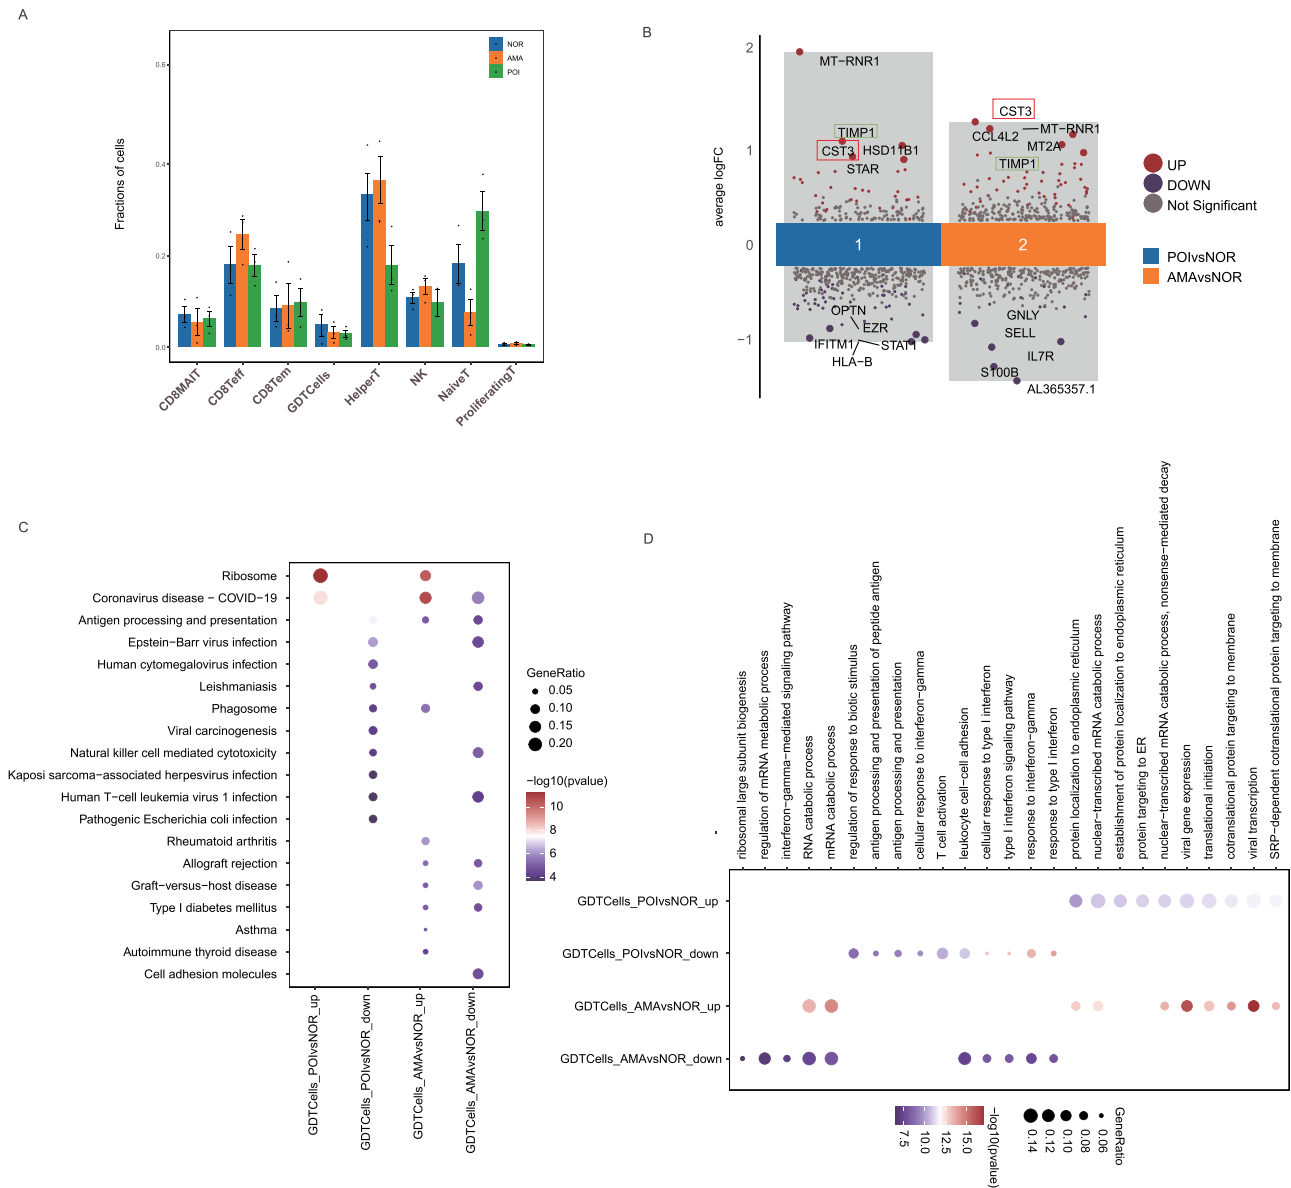 A
Fractions of cells
0.6
0.4
0.2
0.0
NOR
AMA
POI
CD8MAIT
CD8Teff
CD8Tem
GDTCells
HelperT
NK
NaiveT
ProliferatingT
B
average logFC
2
1
0
−1
MT−RNR1
TIMP1
CST3
HSD11B1
STAR
CST3
CCL4L2
MT−RNR1
MT2A
TIMP1
1
2
OPTN
EZR
IFITM1
STAT1
HLA−B
GNLY
SELL
IL7R
S100B
AL365357.1
UP
DOWN
Not Significant
POIvsNOR
AMAvsNOR
C
Ribosome
Coronavirus disease − COVID−19
Antigen processing and presentation
Epstein−Barr virus infection
Human cytomegalovirus infection
Leishmaniasis
Phagosome
Viral carcinogenesis
Natural killer cell mediated cytotoxicity
Kaposi sarcoma−associated herpesvirus infection
Human T−cell leukemia virus 1 infection
Pathogenic Escherichia coli infection
Rheumatoid arthritis
Allograft rejection
Graft−versus−host disease
Type I diabetes mellitus
Asthma
Autoimmune thyroid disease
Cell adhesion molecules
GDTCells_POIvsNOR_up
GDTCells_POIvsNOR_down
GDTCells_AMAvsNOR_up
GDTCells_AMAvsNOR_down
GeneRatio
0.05
0.10
0.15
0.20
−log10(pvalue)
10
8
6
4
D
ribosomal large subunit biogenesis
regulation of mRNA metabolic process
interferon−gamma−mediated signaling pathway
RNA catabolic process
mRNA catabolic process
regulation of response to biotic stimulus
antigen processing and presentation of peptide antigen
antigen processing and presentation
cellular response to interferon−gamma
T cell activation
leukocyte cell−cell adhesion
cellular response to type I interferon
type I interferon signaling pathway
response to interferon−gamma
response to type I interferon
protein localization to endoplasmic reticulum
nuclear−transcribed mRNA catabolic process
establishment of protein localization to endoplasmic reticulum
protein targeting to ER
nuclear−transcribed mRNA catabolic process, nonsense−mediated decay
viral gene expression
translational initiation
cotranslational protein targeting to membrane
viral transcription
SRP−dependent cotranslational protein targeting to membrane
GDTCells_POIvsNOR_up
GDTCells_POIvsNOR_down
GDTCells_AMAvsNOR_up
GDTCells_AMAvsNOR_down
7.5
10.0
12.5
15.0
−log10(pvalue)
0.14
0.12
0.10
0.08
0.06
GeneRatio